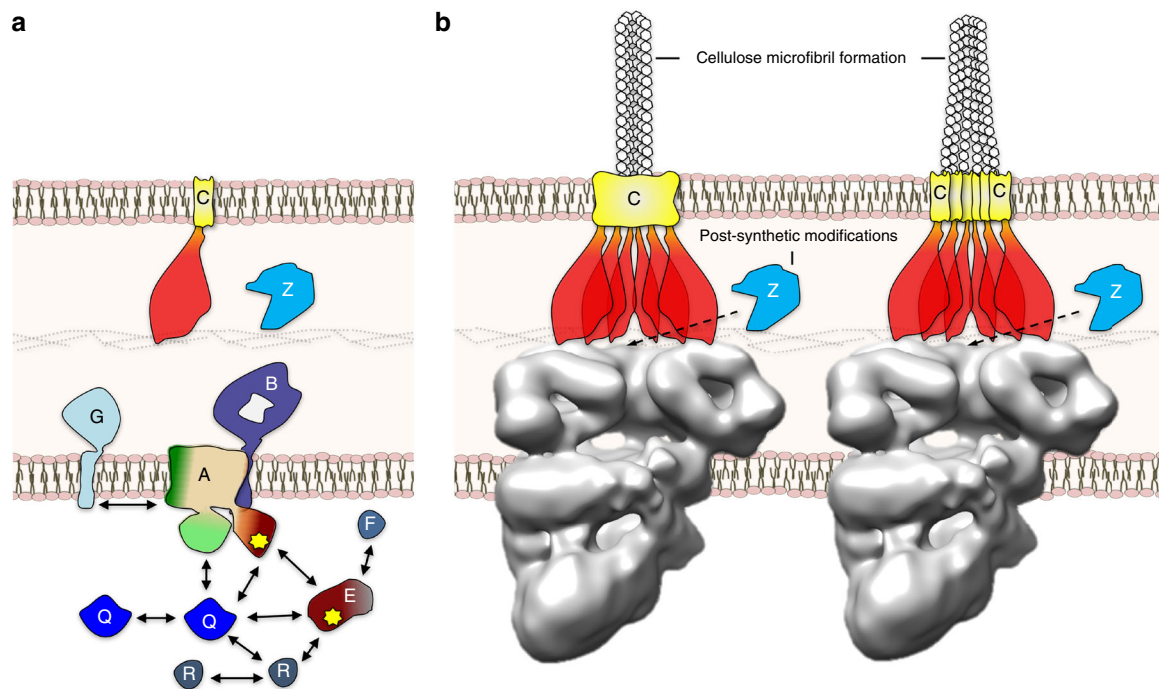 a
C
Z
B
G
A
F
E
Q
Q
R
R
b
Cellulose microfibril formation
C
C
C
Post-synthetic modifications
Z
Z